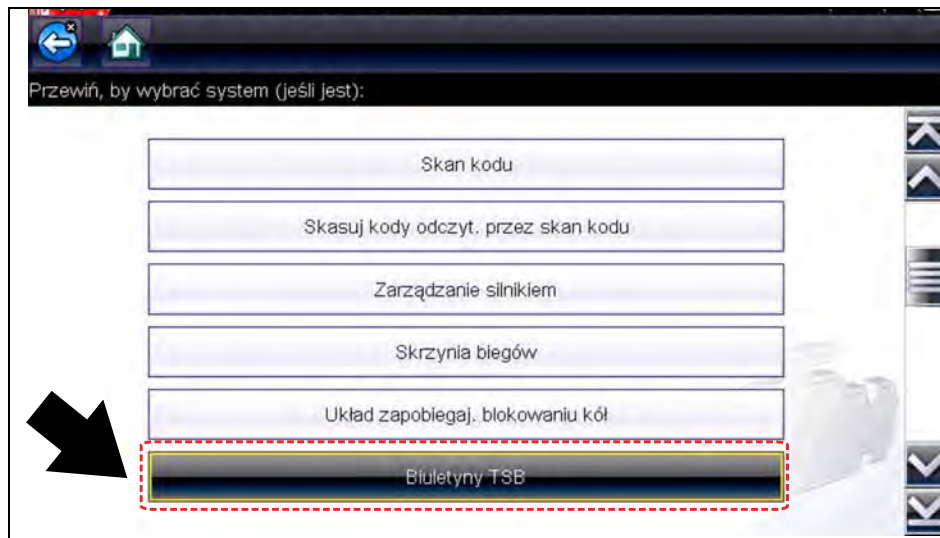 Przewiń, by wybrać system (jeśli jest):
Skan kodu
Skasuj kody odczyt. przez skan kodu
Zarządzanie silnikiem
Skrzynia biegów
Układ zapobiegaj. blokowaniu kół
Biuletyny TSB